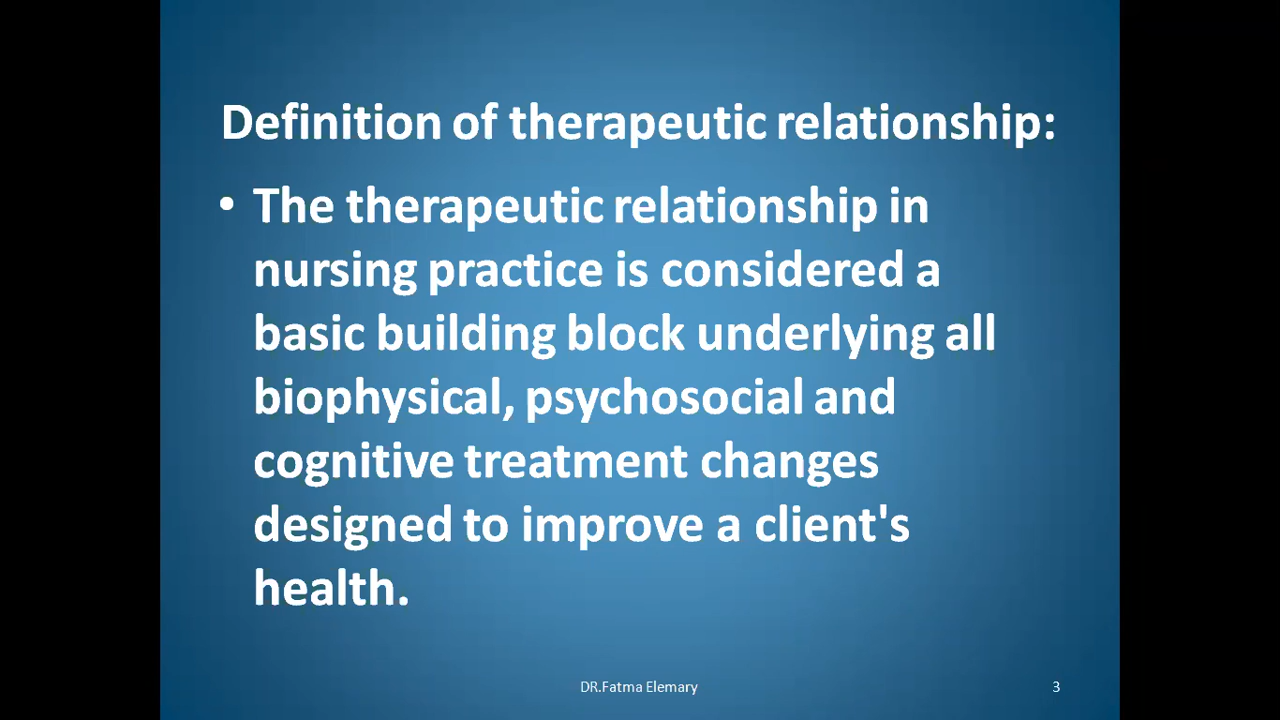 Definition of therapeutic relationship:
• The therapeutic relationship in
nursing practice is considered a
basic building block underlying all
biophysical, psychosocial and
cognitive treatment changes
designed to improve a client's
health.
DR.Fatma Elemary
3